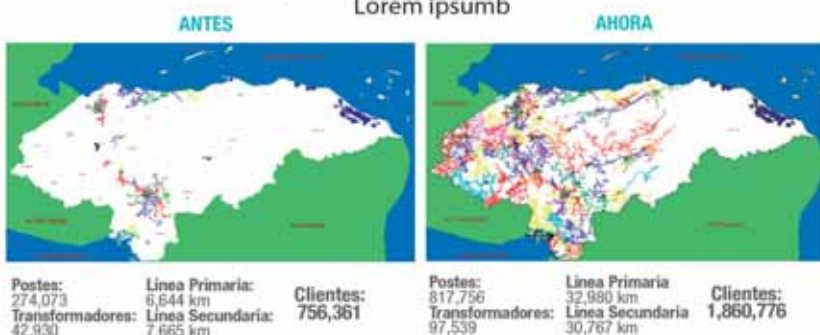 Lorem ipsumb
ANTES
AHORA
Postes:
274,073
Transformadores:
42,930
Linea Primaria:
6,644 km
Linea Secundaria:
7,665 km
Clientes:
756,361
Postes:
817,756
Transformadores:
97,539
Linea Primaria
32,980 km
Linea Secundaria
30,767 km
Clientes:
1,860,776